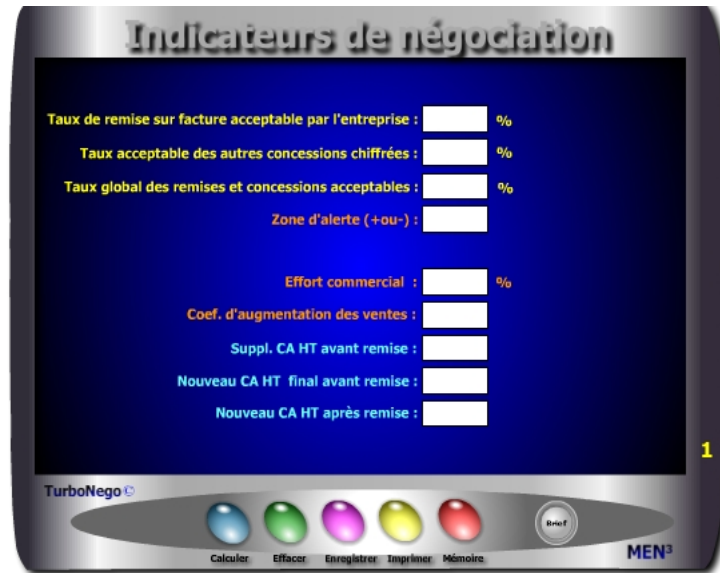 Indicateurs de négociation
Taux de remise sur facture acceptable par l'entreprise : %
Taux acceptable des autres concessions chiffrées : %
Taux global des remises et concessions acceptables : %
Zone d'alerte (+ou-) :
Effort commercial : %
Coef. d'augmentation des ventes :
Suppl. CA HT avant remise :
Nouveau CA HT final avant remise :
Nouveau CA HT après remise :
1
TurboNego©
Brief
Calculer Effacer Enregistrer Imprimer Mémoire
MEN³